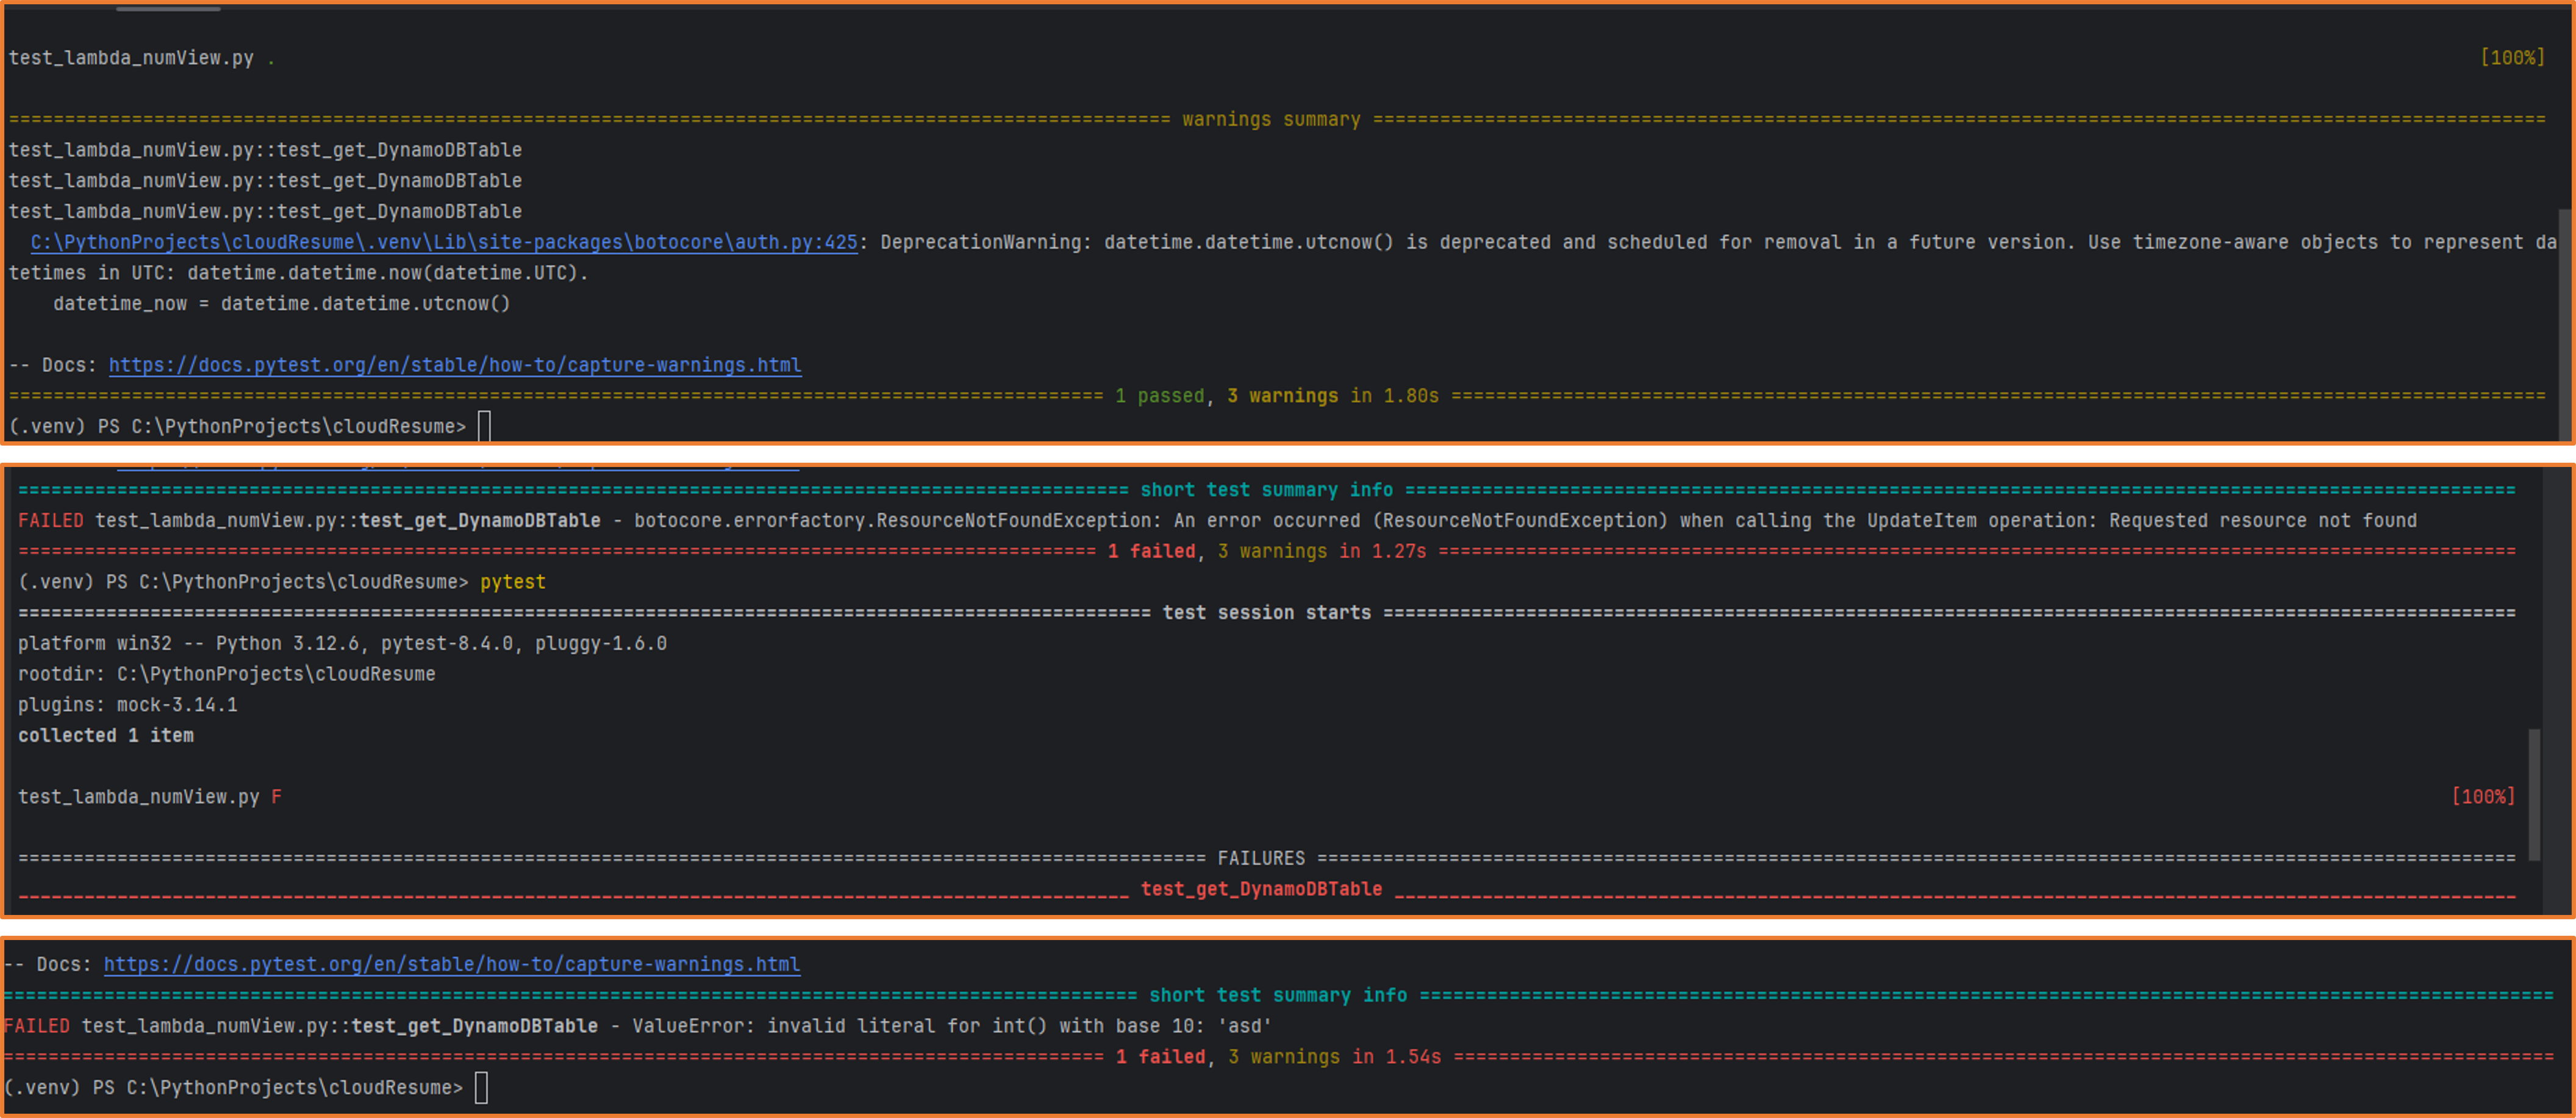 test_lambda_numView.py . [100%]
======= warnings summary =======
test_lambda_numView.py::test_get_DynamoDBTable
test_lambda_numView.py::test_get_DynamoDBTable
test_lambda_numView.py::test_get_DynamoDBTable
C:\PythonProjects\cloudResume\.venv\Lib\site-packages\botocore\auth.py:425: DeprecationWarning: datetime.datetime.utcnow() is deprecated and scheduled for removal in a future version. Use timezone-aware objects to represent da
tetimes in UTC: datetime.datetime.now(datetime.UTC).
datetime_now = datetime.datetime.utcnow()
-- Docs: https://docs.pytest.org/en/stable/how-to/capture-warnings.html
======= 1 passed, 3 warnings in 1.80s =======
(.venv) PS C:\PythonProjects\cloudResume>
======= short test summary info =======
FAILED test_lambda_numView.py::test_get_DynamoDBTable - botocore.errorfactory.ResourceNotFoundException: An error occurred (ResourceNotFoundException) when calling the UpdateItem operation: Requested resource not found
======= 1 failed, 3 warnings in 1.27s =======
(.venv) PS C:\PythonProjects\cloudResume> pytest
======= test session starts =======
platform win32 -- Python 3.12.6, pytest-8.4.0, pluggy-1.6.0
rootdir: C:\PythonProjects\cloudResume
plugins: mock-3.14.1
collected 1 item
test_lambda_numView.py F [100%]
======= FAILURES =======
_______ test_get_DynamoDBTable _______
-- Docs: https://docs.pytest.org/en/stable/how-to/capture-warnings.html
======= short test summary info =======
FAILED test_lambda_numView.py::test_get_DynamoDBTable - ValueError: invalid literal for int() with base 10: 'asd'
======= 1 failed, 3 warnings in 1.54s =======
(.venv) PS C:\PythonProjects\cloudResume>